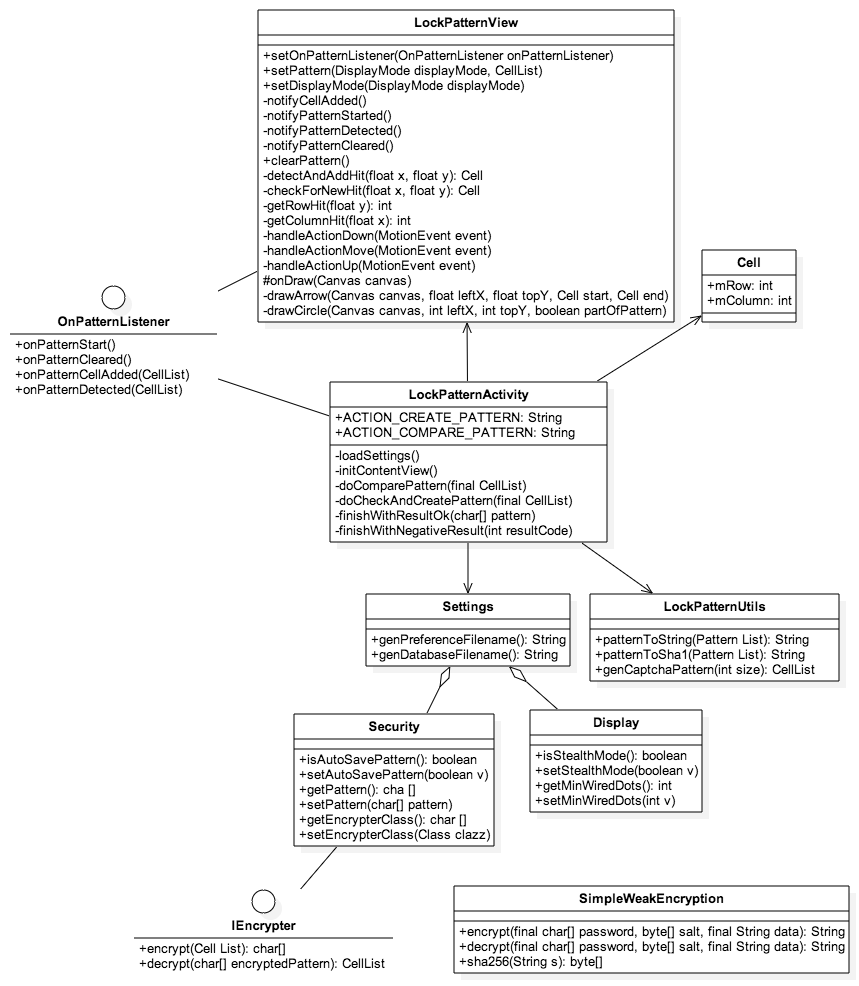 LockPatternView
+setOnPatternListener(OnPatternListener onPatternListener)
+setPattern(DisplayMode displayMode, CellList)
+setDisplayMode(DisplayMode displayMode)
-notifyCellAdded()
-notifyPatternStarted()
-notifyPatternDetected()
-notifyPatternCleared()
+clearPattern()
-detectAndAddHit(float x, float y): Cell
-checkForNewHit(float x, float y): Cell
-getRowHit(float y): int
-getColumnHit(float x): int
-handleActionDown(MotionEvent event)
-handleActionMove(MotionEvent event)
-handleActionUp(MotionEvent event)
#onDraw(Canvas canvas)
-drawArrow(Canvas canvas, float leftX, float topY, Cell start, Cell end)
-drawCircle(Canvas canvas, int leftX, int topY, boolean partOfPattern)
Cell
+mRow: int
+mColumn: int
OnPatternListener
+onPatternStart()
+onPatternCleared()
+onPatternCellAdded(CellList)
+onPatternDetected(CellList)
LockPatternActivity
+ACTION_CREATE_PATTERN: String
+ACTION_COMPARE_PATTERN: String
-loadSettings()
-initContentView()
-doComparePattern(final CellList)
-doCheckAndCreatePattern(final CellList)
-finishWithResultOk(char[] pattern)
-finishWithNegativeResult(int resultCode)
Settings
+genPreferenceFilename(): String
+genDatabaseFilename(): String
LockPatternUtils
+patternToString(Pattern List): String
+patternToSha1(Pattern List): String
+genCaptchaPattern(int size): CellList
Security
+isAutoSavePattern(): boolean
+setAutoSavePattern(boolean v)
+getPattern(): cha []
+setPattern(char[] pattern)
+getEncrypterClass(): char []
+setEncrypterClass(Class clazz)
Display
+isStealthMode(): boolean
+setStealthMode(boolean v)
+getMinWiredDots(): int
+setMinWiredDots(int v)
IEncrypter
+encrypt(Cell List): char[]
+decrypt(char[] encryptedPattern): CellList
SimpleWeakEncryption
+encrypt(final char[] password, byte[] salt, final String data): String
+decrypt(final char[] password, byte[] salt, final String data): String
+sha256(String s): byte[]